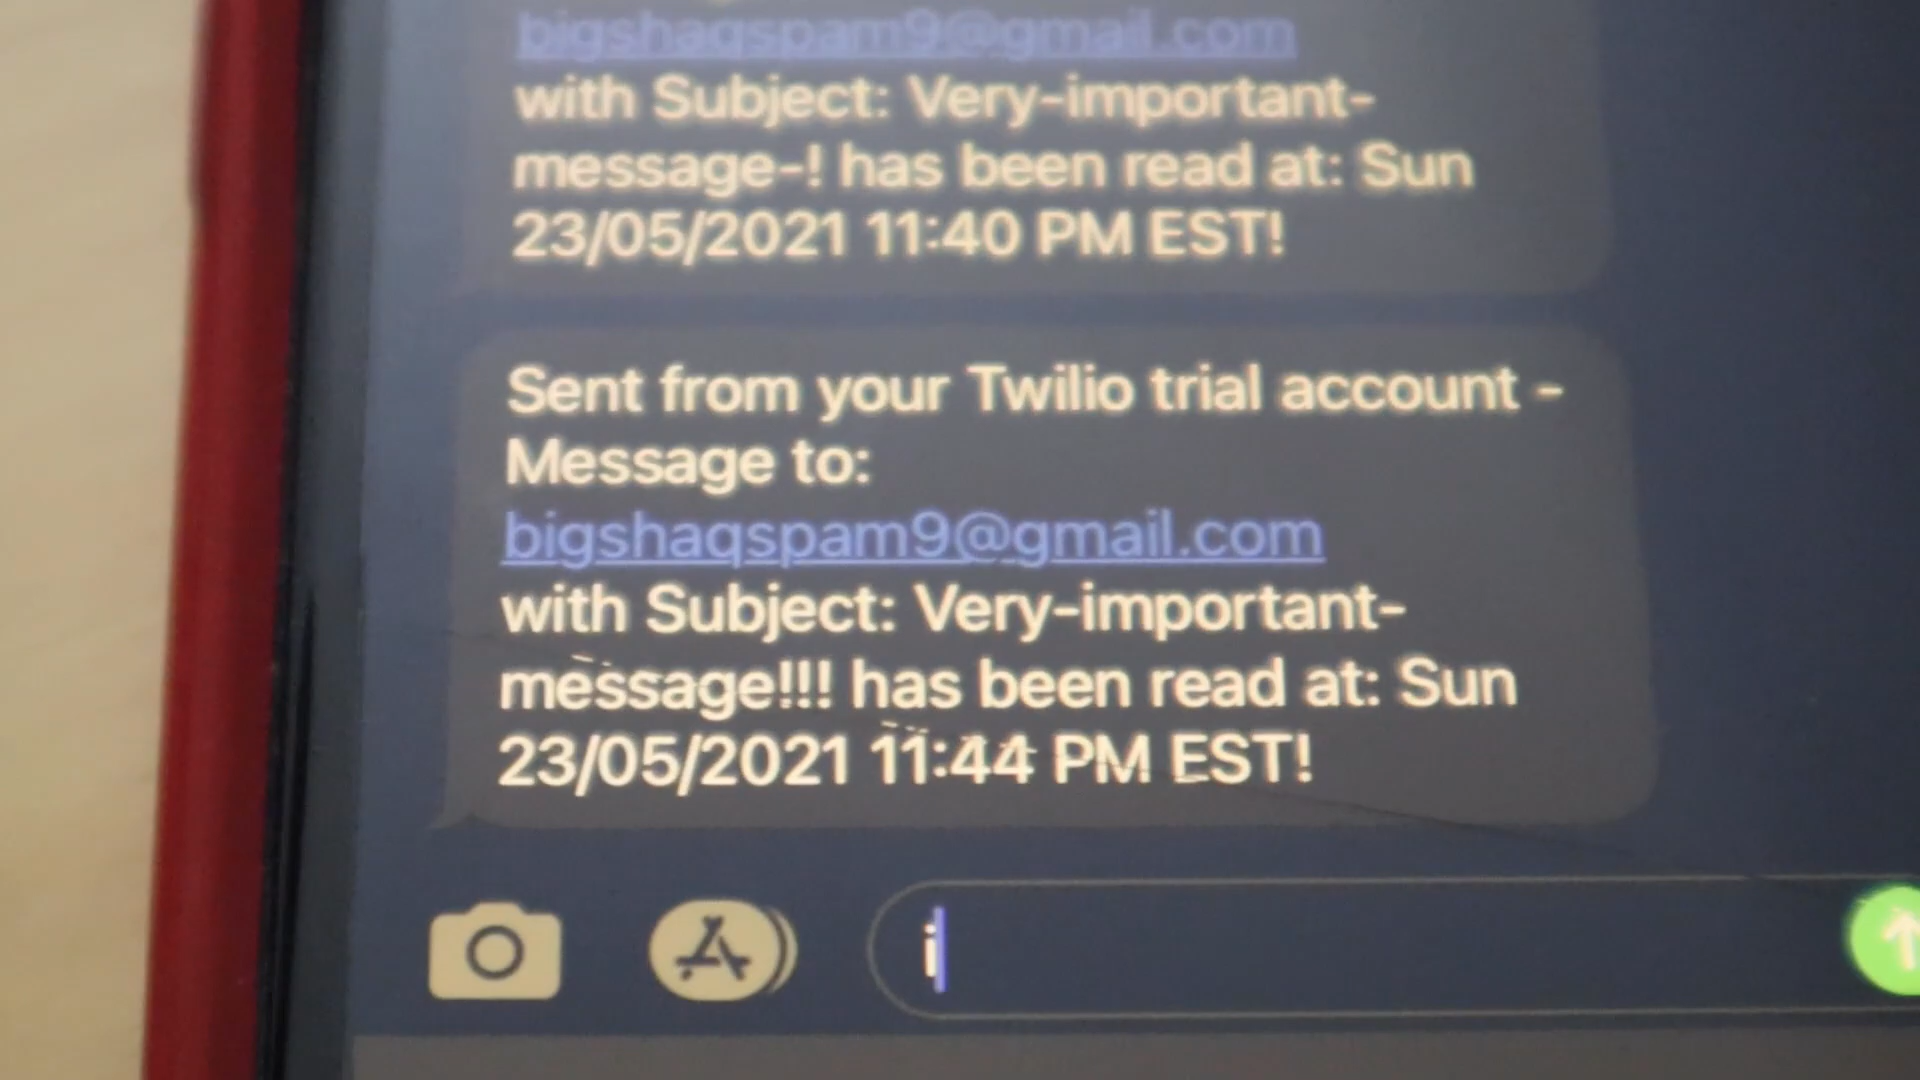 bigshaqspam9@gmail.com
with Subject: Very-important-
message-! has been read at: Sun
23/05/2021 11:40 PM EST!
Sent from your Twilio trial account -
Message to:
bigshaqspam9@gmail.com
with Subject: Very-important-
message!!! has been read at: Sun
23/05/2021 11:44 PM EST!
i